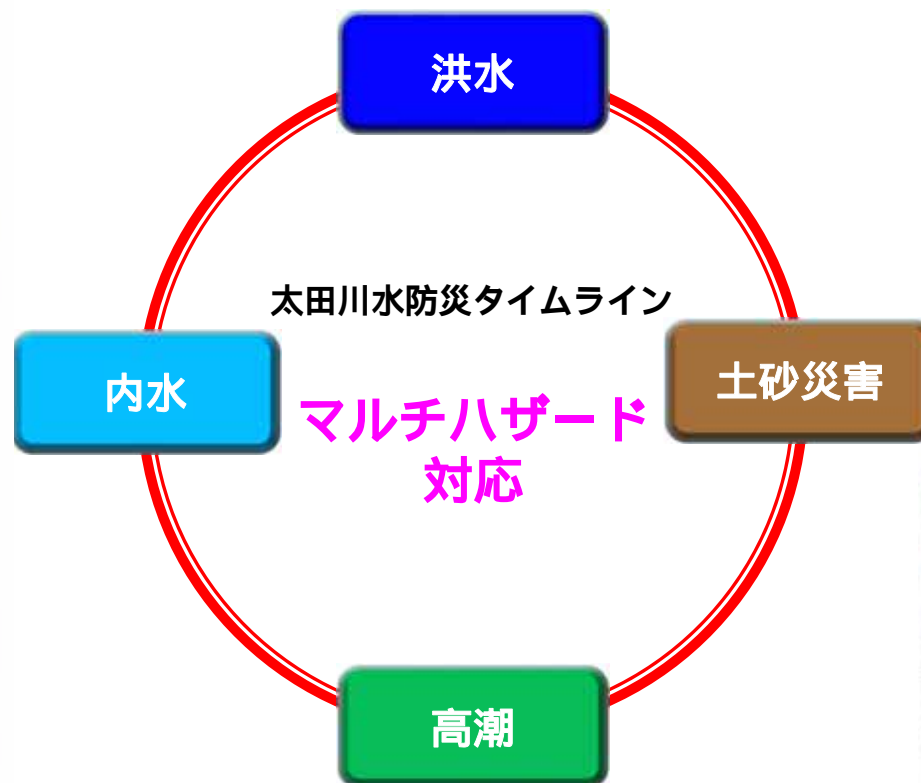 洪水
太田川水防災タイムライン
内水
土砂災害
マルチハザード
対応
高潮